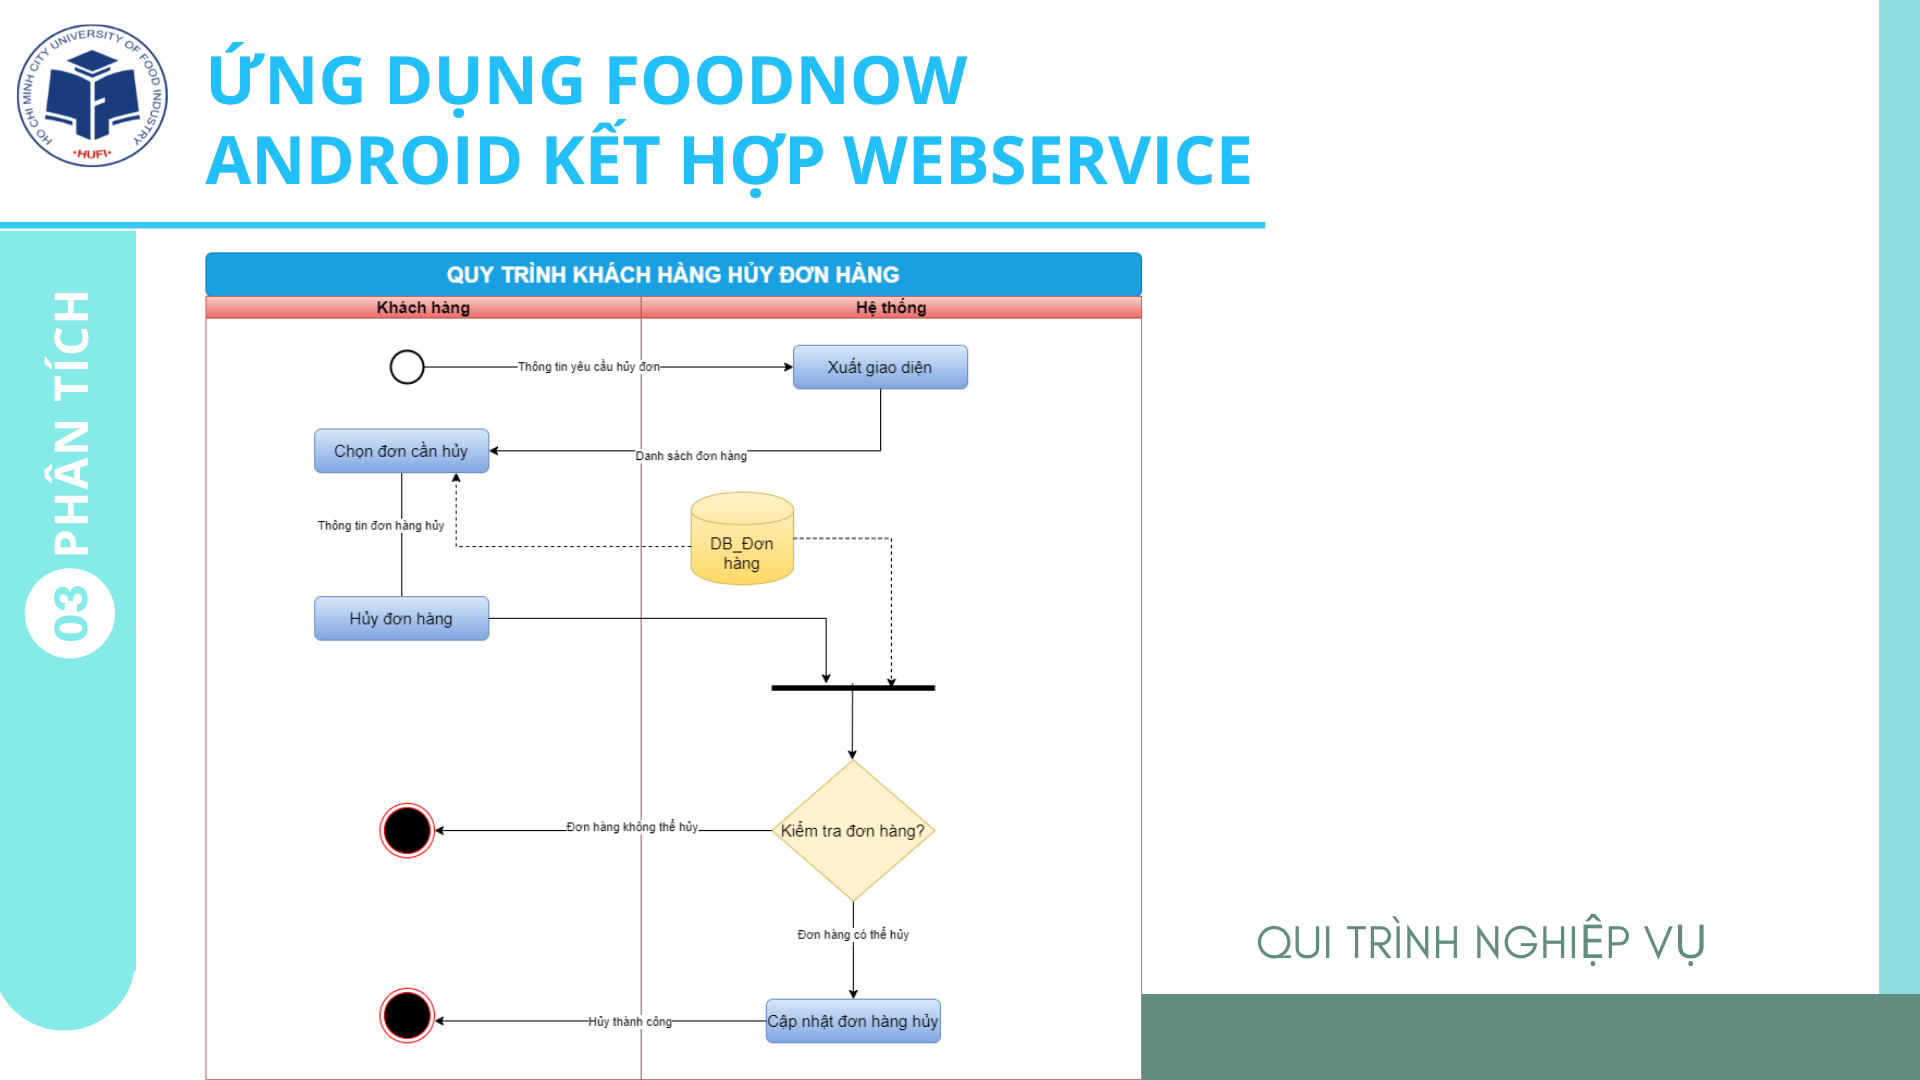 HO CHI MINH CITY UNIVERSITY OF FOOD INDUSTRY
•HUFI•
ỨNG DỤNG FOODNOW
ANDROID KẾT HỢP WEBSERVICE
03 PHÂN TÍCH
QUY TRÌNH KHÁCH HÀNG HỦY ĐƠN HÀNG
Khách hàng
Hệ thống
Thông tin yêu cầu hủy đơn
Xuất giao diện
Chọn đơn cần hủy
Danh sách đơn hàng
Thông tin đơn hàng hủy
DB_Đơn
hàng
Hủy đơn hàng
Đơn hàng không thể hủy
Kiểm tra đơn hàng?
Đơn hàng có thể hủy
Hủy thành công
Cập nhật đơn hàng hủy
QUI TRÌNH NGHIỆP VỤ